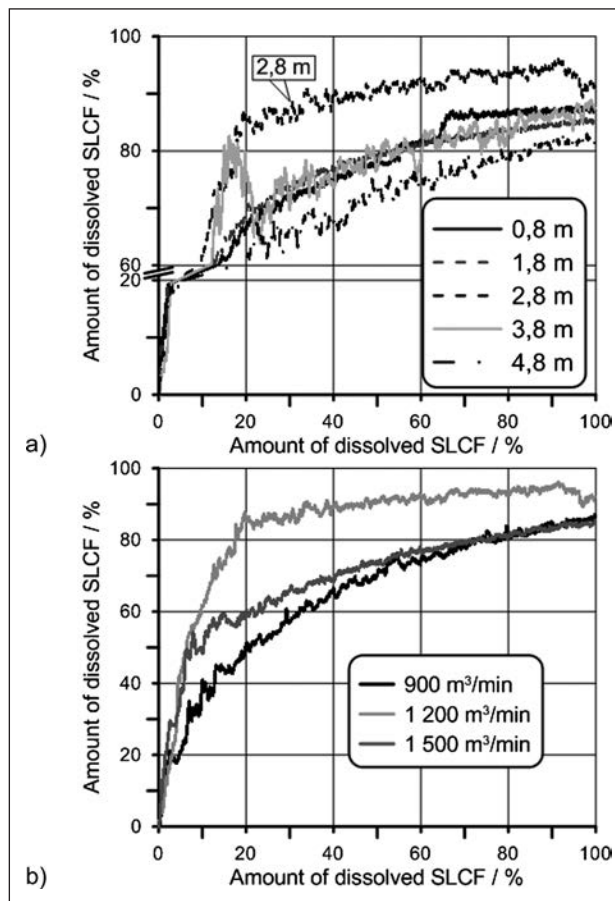 100
2,8 m
80
60
20
0
Amount of dissolved SLCF / %
0,8 m
1,8 m
2,8 m
3,8 m
4,8 m
0 20 40 60 80 100
Amount of dissolved SLCF / %
a)
100
80
60
40
20
0
Amount of dissolved SLCF / %
900 m³/min
1 200 m³/min
1 500 m³/min
0 20 40 60 80 100
Amount of dissolved SLCF / %
b)